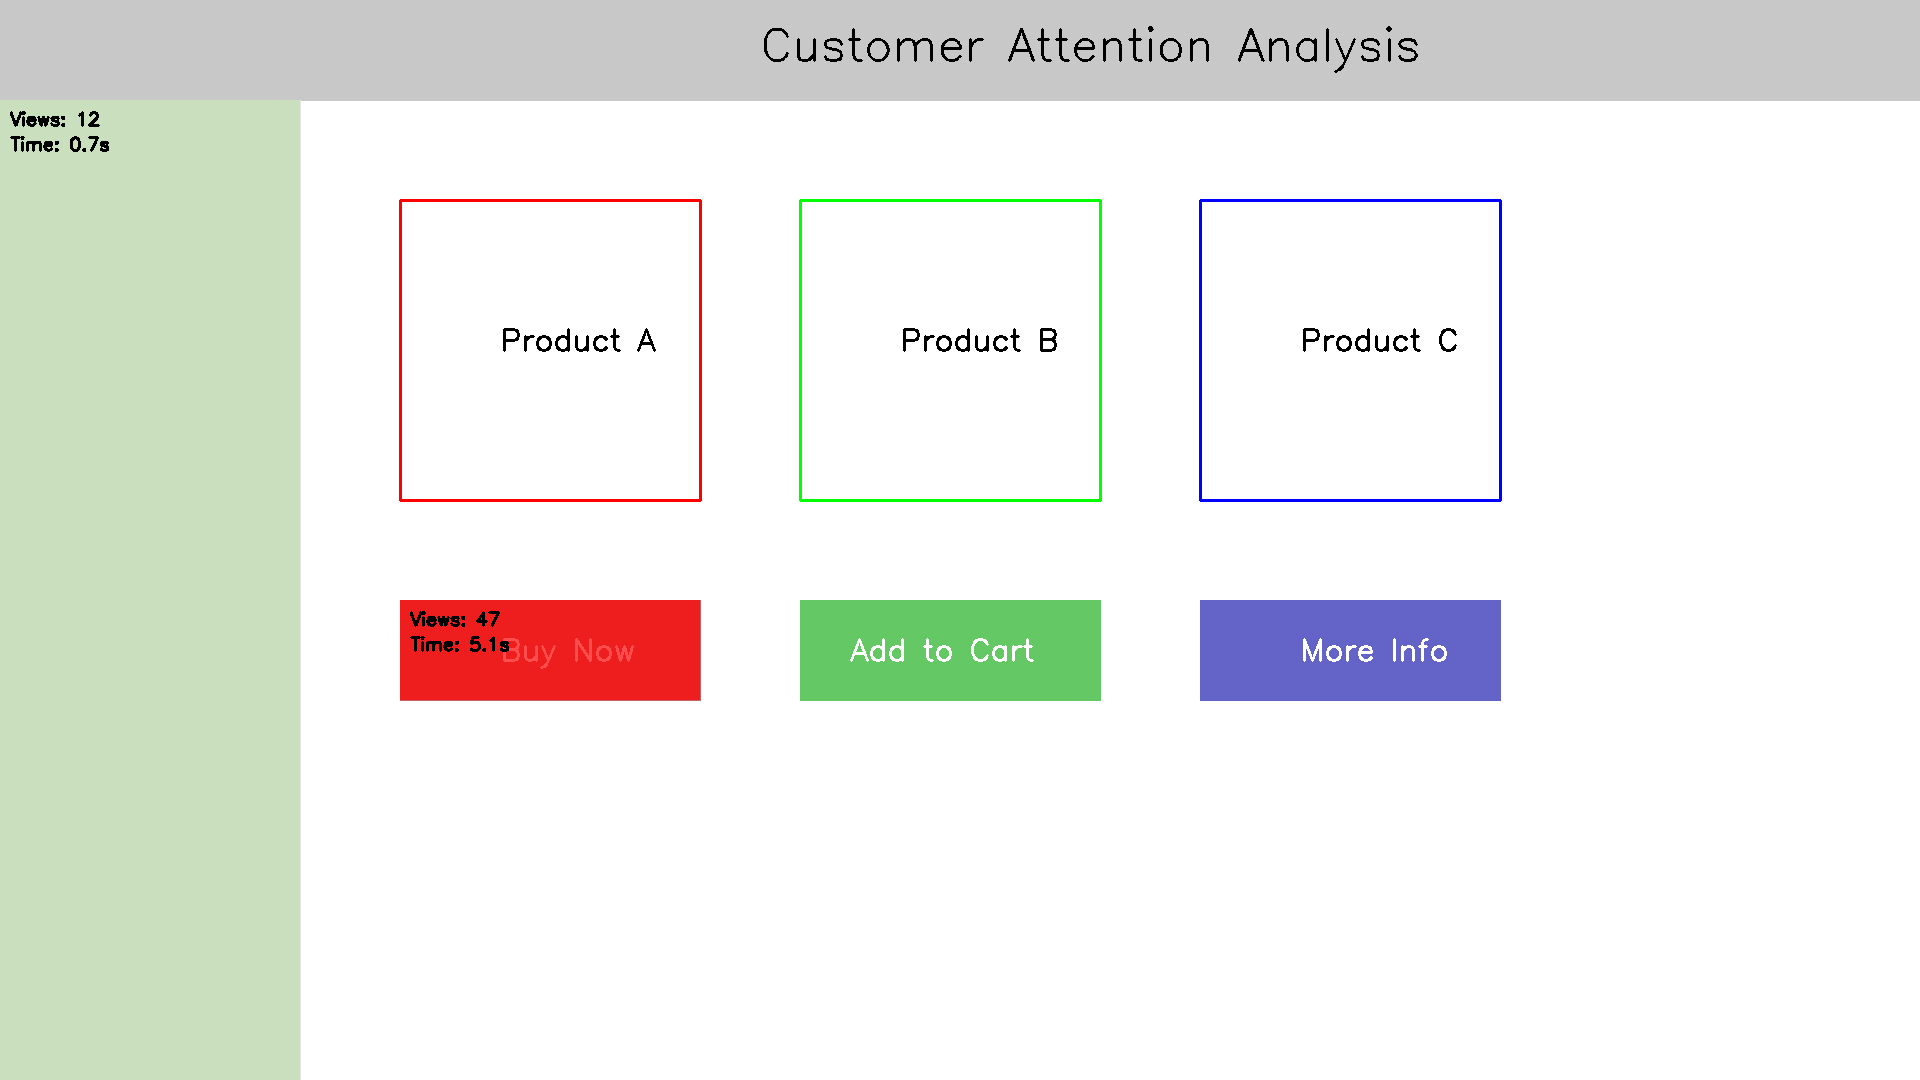 Customer Attention Analysis
Views: 12
Time: 0.7s
Product A
Product B
Product C
Views: 47
Time: 5.1s
Buy Now
Add to Cart
More Info